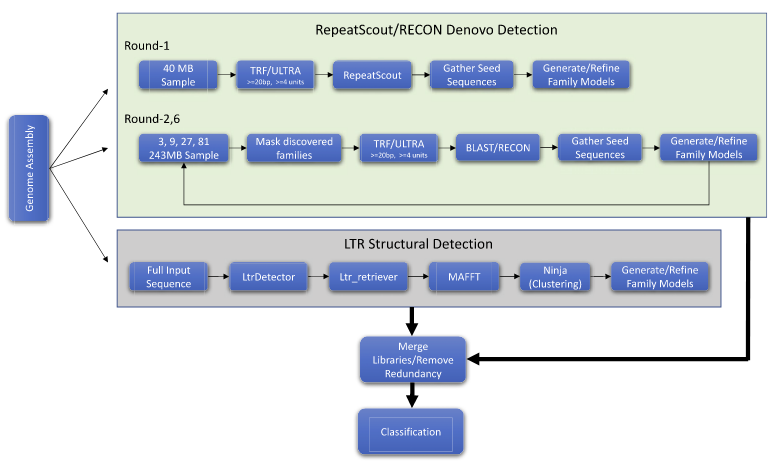 RepeatScout/RECON Denovo Detection
Round-1
40 MB
Sample
TRF/ULTRA
>=20bp, >=4 units
RepeatScout
Gather Seed
Sequences
Generate/Refine
Family Models
Round-2,6
3, 9, 27, 81
243MB Sample
Mask discovered
families
TRF/ULTRA
>=20bp, >=4 units
BLAST/RECON
Gather Seed
Sequences
Generate/Refine
Family Models
Genome Assembly
LTR Structural Detection
Full Input
Sequence
LtrDetector
Ltr_retriever
MAFFT
Ninja
(Clustering)
Generate/Refine
Family Models
Merge
Libraries/Remove
Redundancy
Classification